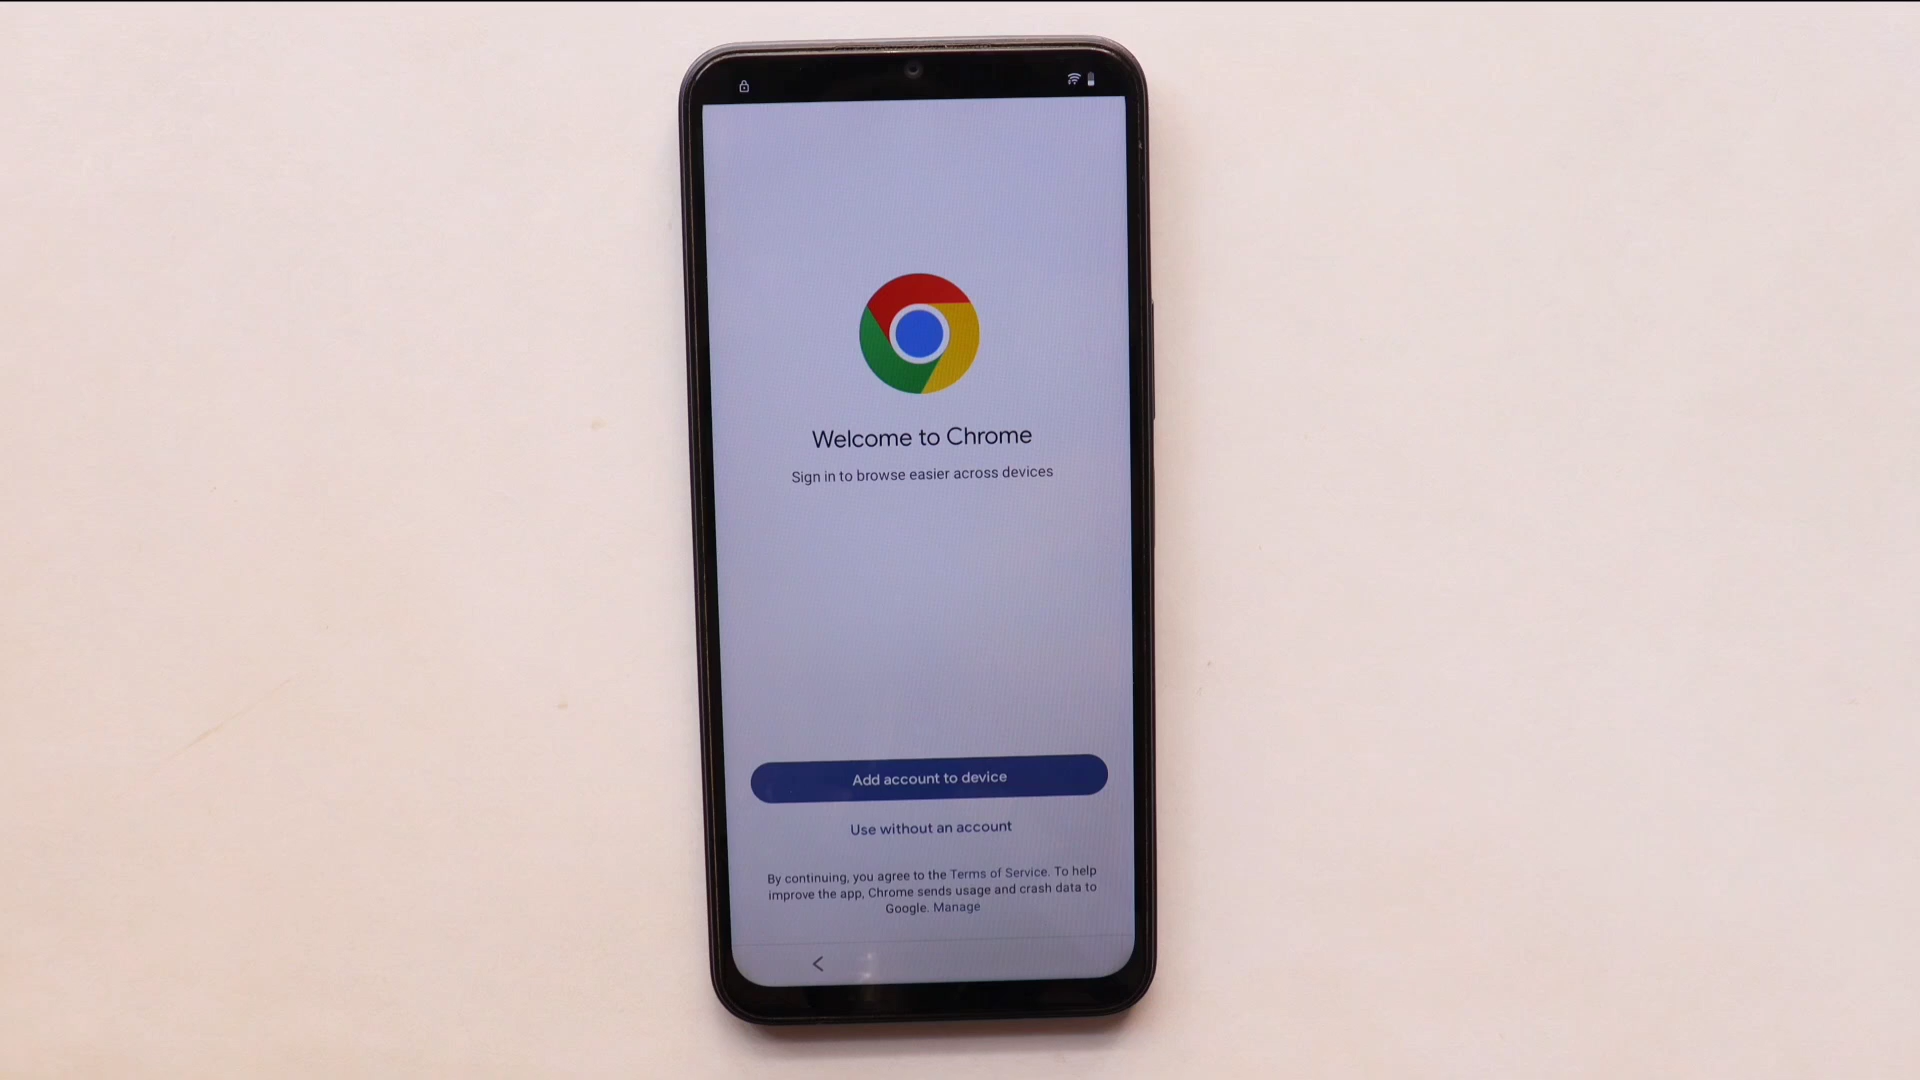 Welcome to Chrome
Sign in to browse easier across devices
Add account to device
Use without an account
By continuing, you agree to the Terms of Service. To help
improve the app, Chrome sends usage and crash data to
Google. Manage